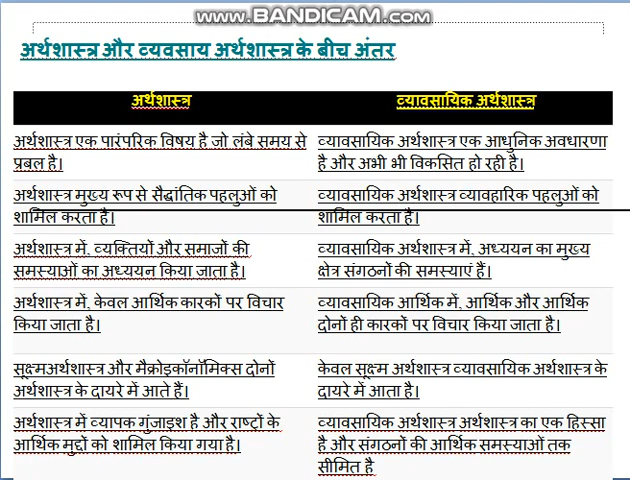 www.BANDICAM.com
अर्थशास्त्र और व्यवसाय अर्थशास्त्र के बीच अंतर
अर्थशास्त्र
व्यावसायिक अर्थशास्त्र
अर्थशास्त्र एक पारंपरिक विषय है जो लंबे समय से
प्रबल है।
व्यावसायिक अर्थशास्त्र एक आधुनिक अवधारणा
है और अभी भी विकसित हो रही है।
अर्थशास्त्र मुख्य रूप से सैद्धांतिक पहलुओं को
शामिल करता है।
व्यावसायिक अर्थशास्त्र व्यावहारिक पहलुओं को
शामिल करता है।
अर्थशास्त्र में, व्यक्तियों और समाजों की
समस्याओं का अध्ययन किया जाता है।
व्यावसायिक अर्थशास्त्र में, अध्ययन का मुख्य
क्षेत्र संगठनों की समस्याएं हैं।
अर्थशास्त्र में, केवल आर्थिक कारकों पर विचार
किया जाता है।
व्यावसायिक आर्थिक में, आर्थिक और आर्थिक
दोनों ही कारकों पर विचार किया जाता है।
सूक्ष्मअर्थशास्त्र और मैक्रोइकॉनॉमिक्स दोनों
अर्थशास्त्र के दायरे में आते हैं।
केवल सूक्ष्म अर्थशास्त्र व्यावसायिक अर्थशास्त्र के
दायरे में आता है।
अर्थशास्त्र में व्यापक गुंजाइश है और राष्ट्रों के
आर्थिक मुद्दों को शामिल किया गया है।
व्यावसायिक अर्थशास्त्र अर्थशास्त्र का एक हिस्सा
है और संगठनों की आर्थिक समस्याओं तक
सीमित है